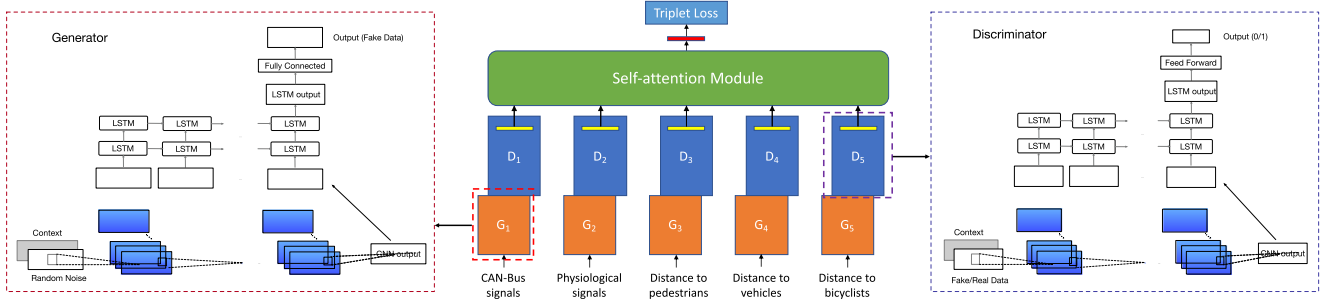 Generator
Output (Fake Data)
Fully Connected
LSTM output
LSTM
LSTM
LSTM
LSTM
LSTM
LSTM
Context
Random Noise
CNN output
Triplet Loss
Self-attention Module
D1
D2
D3
D4
D5
G1
G2
G3
G4
G5
CAN-Bus
signals
Physiological
signals
Distance to
pedestrians
Distance to
vehicles
Distance to
bicyclists
Discriminator
Output (0/1)
Feed Forward
LSTM output
LSTM
LSTM
LSTM
LSTM
LSTM
LSTM
Context
Fake/Real Data
CNN output